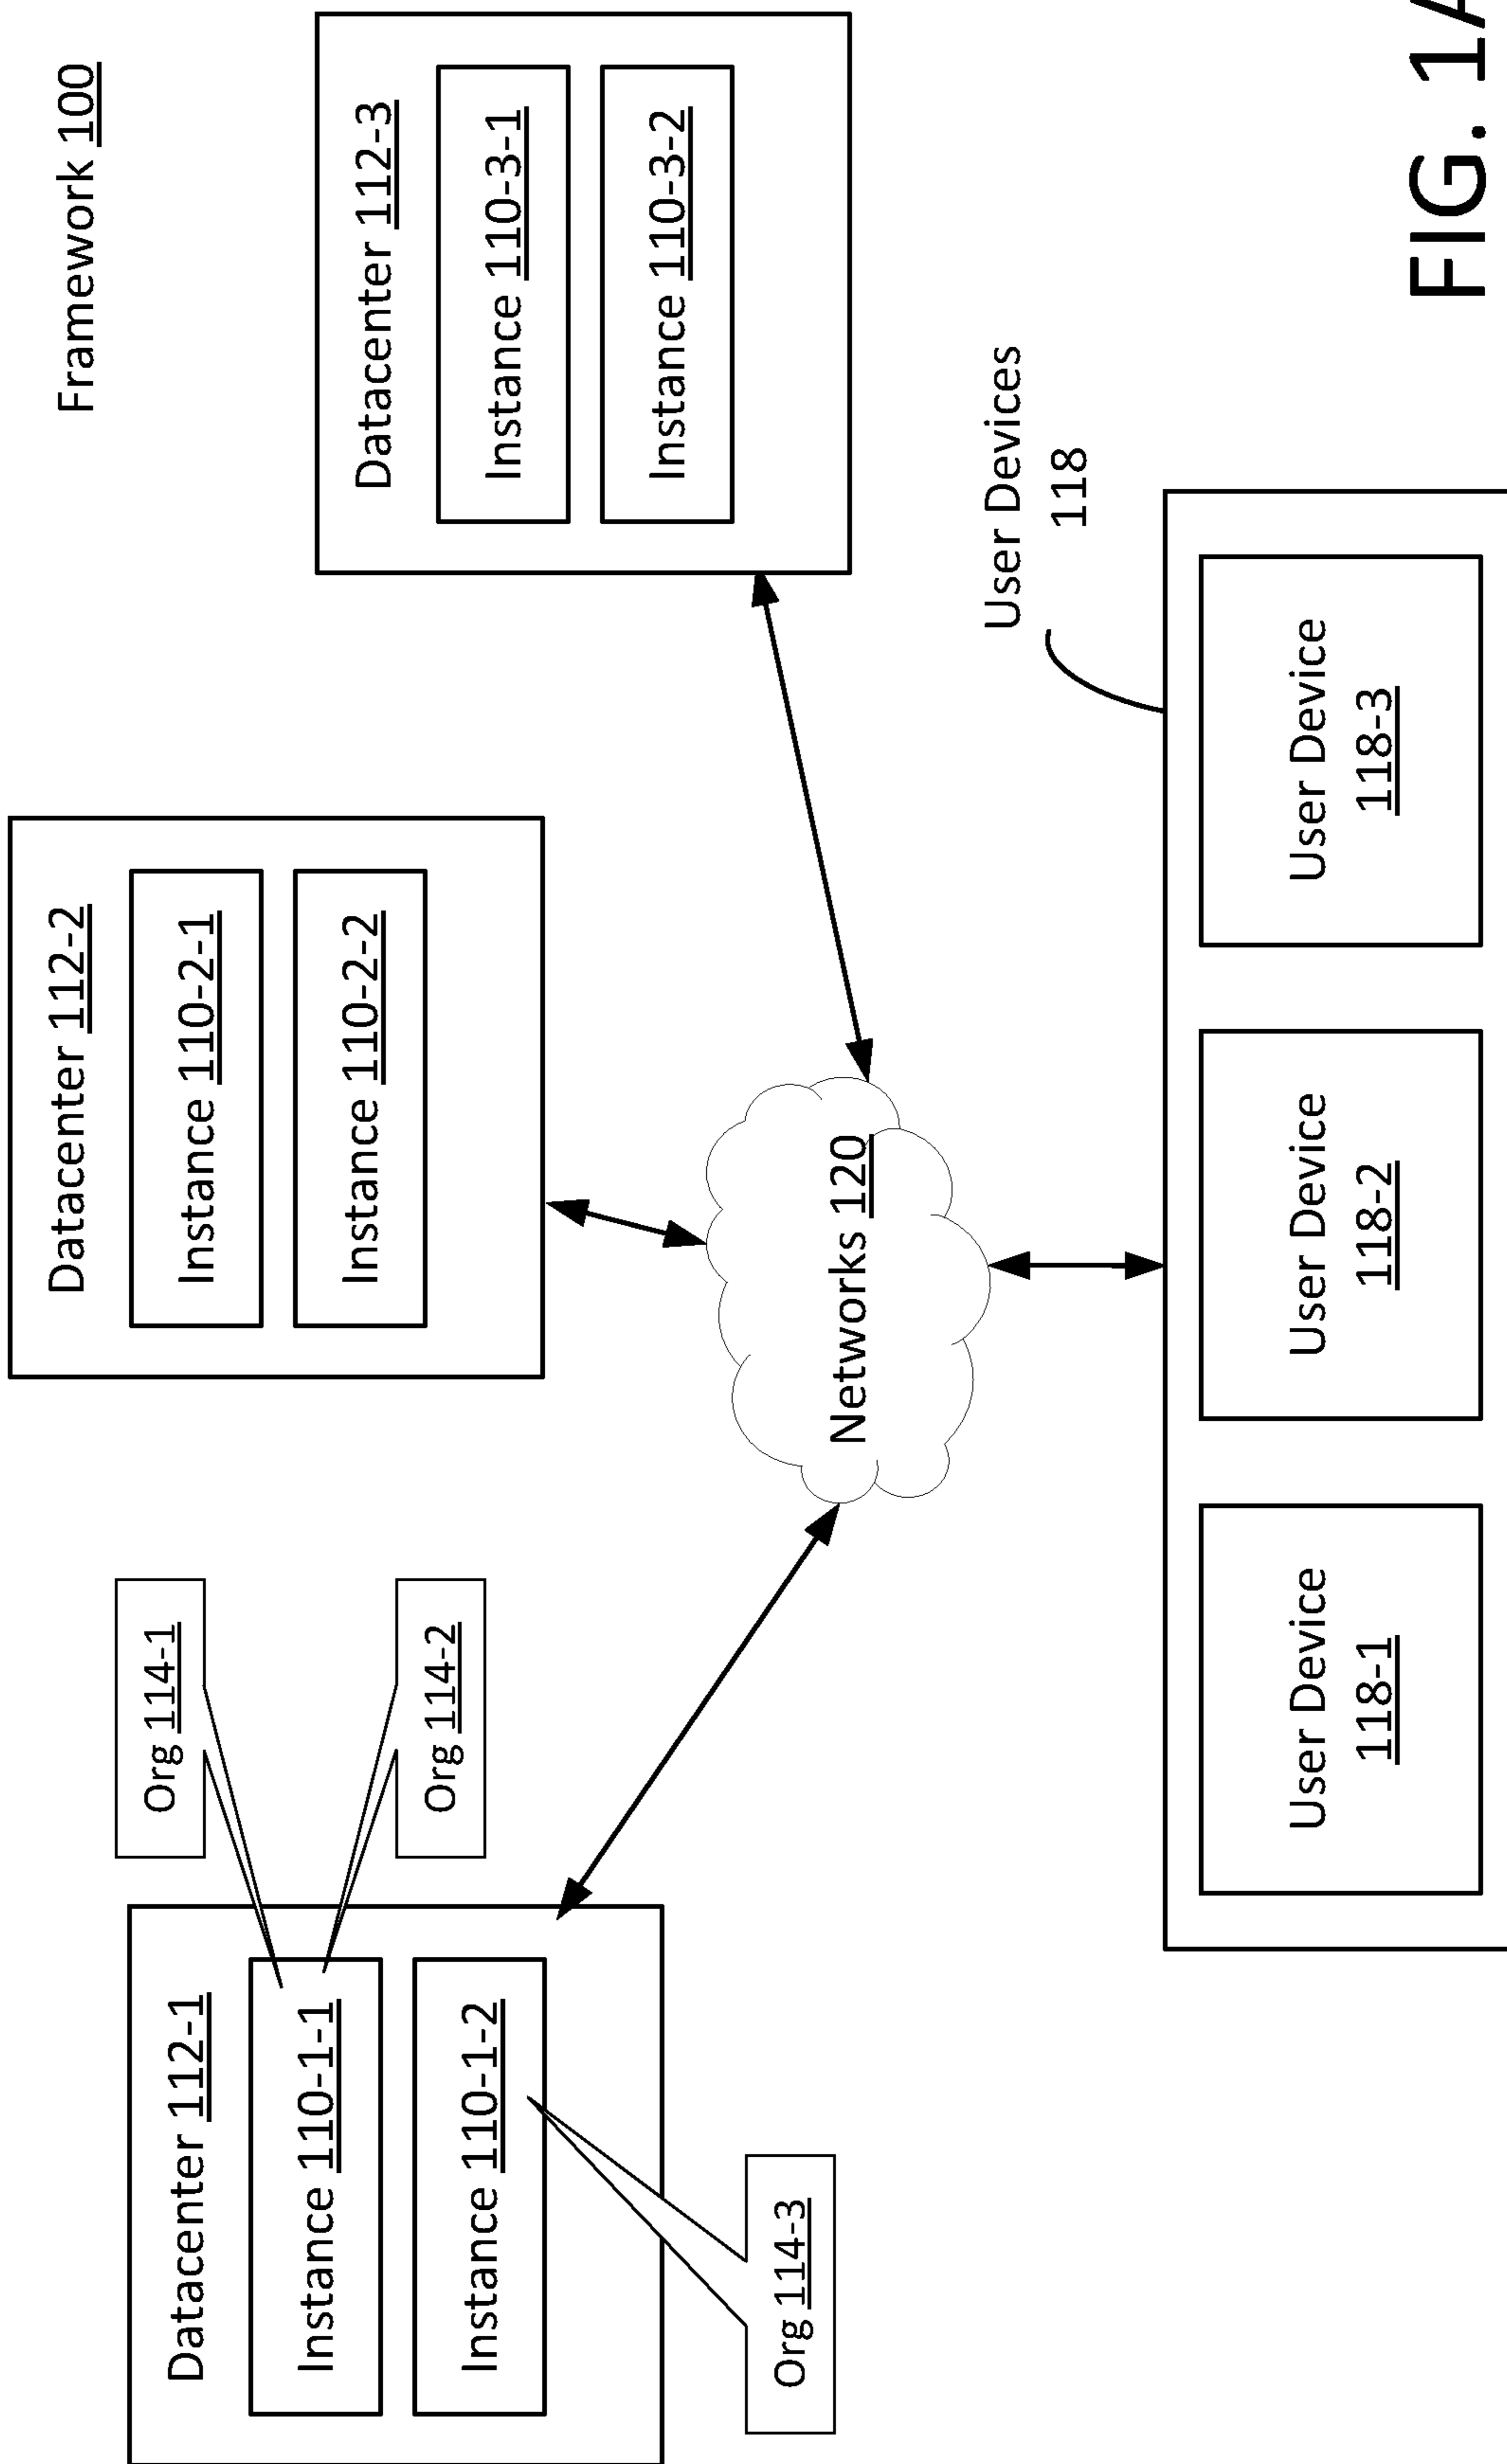 Framework 100
Datacenter 112-1
Instance 110-1-1
Instance 110-1-2
Org 114-1
Org 114-2
Org 114-3
Datacenter 112-2
Instance 110-2-1
Instance 110-2-2
Datacenter 112-3
Instance 110-3-1
Instance 110-3-2
Networks 120
User Devices
118
User Device
118-1
User Device
118-2
User Device
118-3
FIG. 1A